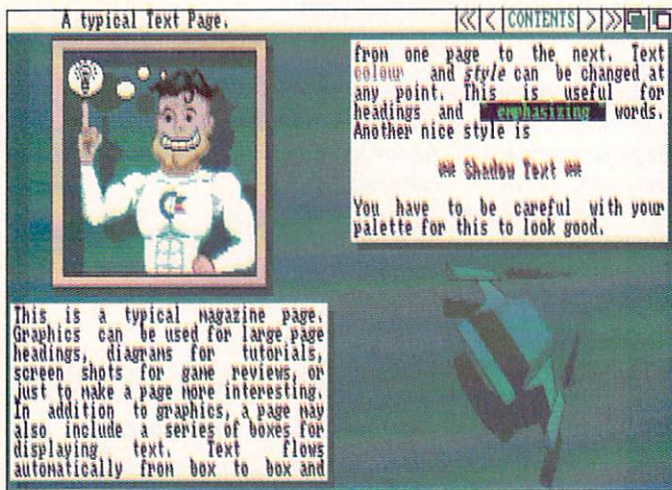 A typical Text Page.
CONTENTS
This is a typical magazine page.
Graphics can be used for large page
headings, diagrams for tutorials,
screen shots for game reviews, or
just to make a page more interesting.
In addition to graphics, a page may
also include a series of boxes for
displaying text. Text flows
automatically from box to box and
from one page to the next. Text
colour and style can be changed at
any point. This is useful for
headings and emphasizing words.
Another nice style is
** Shadow Text **
You have to be careful with your
palette for this to look good.